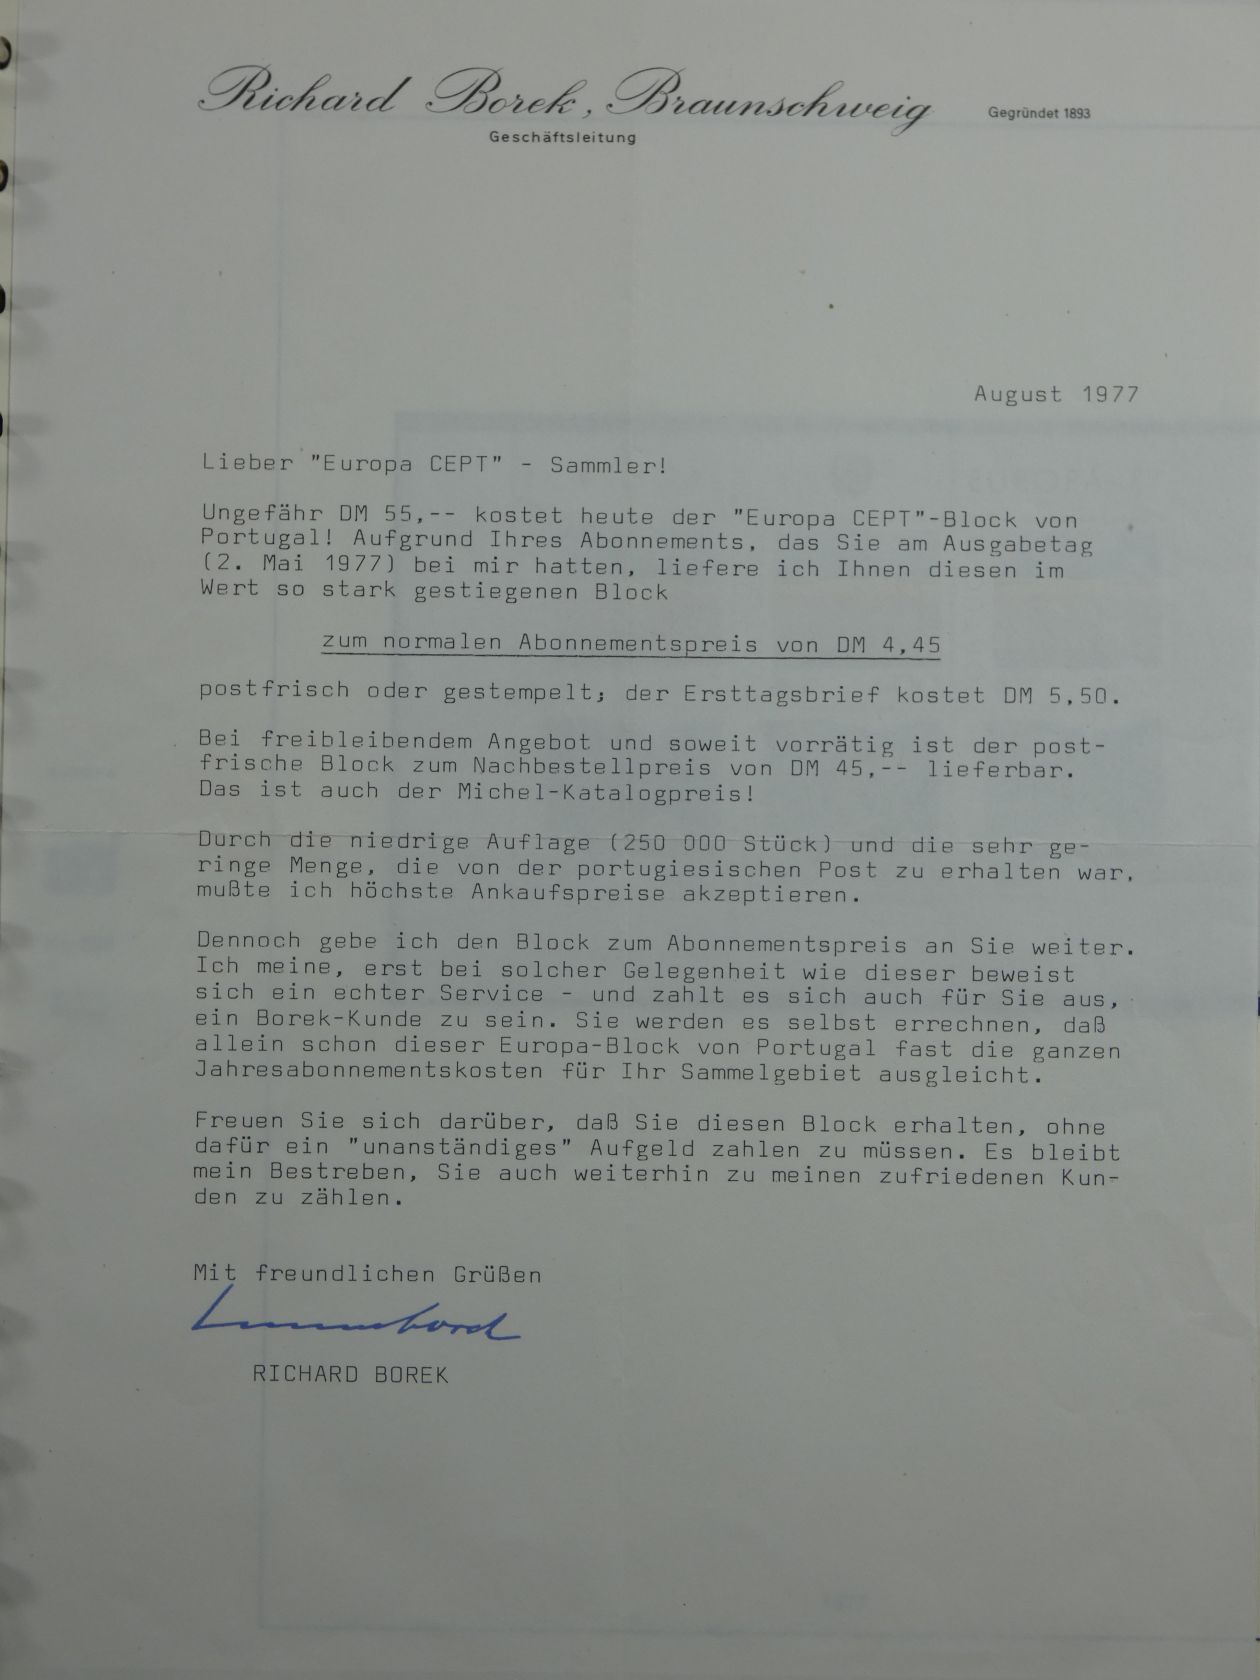 Richard Borek, Braunschweig Gegründet 1893
Geschäftsleitung
August 1977
Lieber "Europa CEPT" - Sammler!
Ungefähr DM 55,-- kostet heute der "Europa CEPT"-Block von
Portugal! Aufgrund Ihres Abonnements, das Sie am Ausgabetag
(2. Mai 1977) bei mir hatten, liefere ich Ihnen diesen im
Wert so stark gestiegenen Block
zum normalen Abonnementspreis von DM 4,45
postfrisch oder gestempelt; der Ersttagsbrief kostet DM 5,50.
Bei freibleibendem Angebot und soweit vorrätig ist der post-
frische Block zum Nachbestellpreis von DM 45,-- lieferbar.
Das ist auch der Michel-Katalogpreis!
Durch die niedrige Auflage (250 000 Stück) und die sehr ge-
ringe Menge, die von der portugiesischen Post zu erhalten war,
mußte ich höchste Ankaufspreise akzeptieren.
Dennoch gebe ich den Block zum Abonnementspreis an Sie weiter.
Ich meine, erst bei solcher Gelegenheit wie dieser beweist
sich ein echter Service - und zahlt es sich auch für Sie aus,
ein Borek-Kunde zu sein. Sie werden es selbst errechnen, daß
allein schon dieser Europa-Block von Portugal fast die ganzen
Jahresabonnementskosten für Ihr Sammelgebiet ausgleicht.
Freuen Sie sich darüber, daß Sie diesen Block erhalten, ohne
dafür ein "unanständiges" Aufgeld zahlen zu müssen. Es bleibt
mein Bestreben, Sie auch weiterhin zu meinen zufriedenen Kun-
den zu zählen.
Mit freundlichen Grüßen
RICHARD BOREK